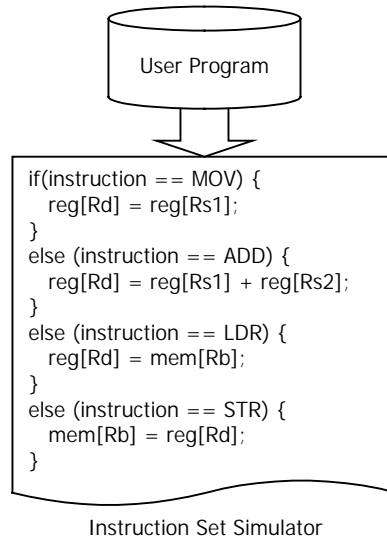 User Program
if(instruction == MOV) {
reg[Rd] = reg[Rs1];
}
else (instruction == ADD) {
reg[Rd] = reg[Rs1] + reg[Rs2];
}
else (instruction == LDR) {
reg[Rd] = mem[Rb];
}
else (instruction == STR) {
mem[Rb] = reg[Rd];
}
Instruction Set Simulator